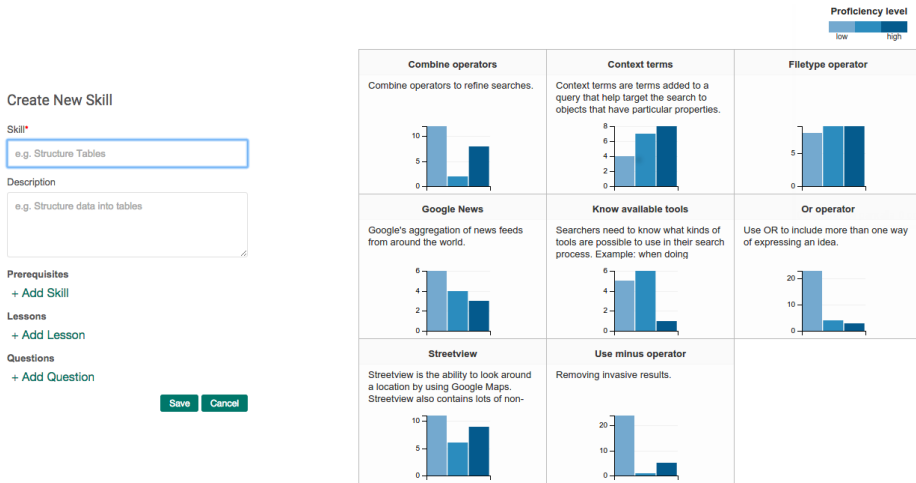 Proficiency level
low high
Create New Skill
Skill*
e.g. Structure Tables
Description
e.g. Structure data into tables
Prerequisites
+ Add Skill
Lessons
+ Add Lesson
Questions
+ Add Question
Save Cancel
Combine operators
Combine operators to refine searches.
10
5
0
Context terms
Context terms are terms added to a
query that help target the search to
objects that have particular properties.
8
6
4
2
0
Filetype operator
5
0
Google News
Google's aggregation of news feeds
from around the world.
6
4
2
0
Know available tools
Searchers need to know what kinds of
tools are possible to use in their search
process. Example: when doing
6
4
2
0
Or operator
Use OR to include more than one way
of expressing an idea.
20
10
0
Streetview
Streetview is the ability to look around
a location by using Google Maps.
Streetview also contains lots of non-
10
5
0
Use minus operator
Removing invasive results.
20
10
0